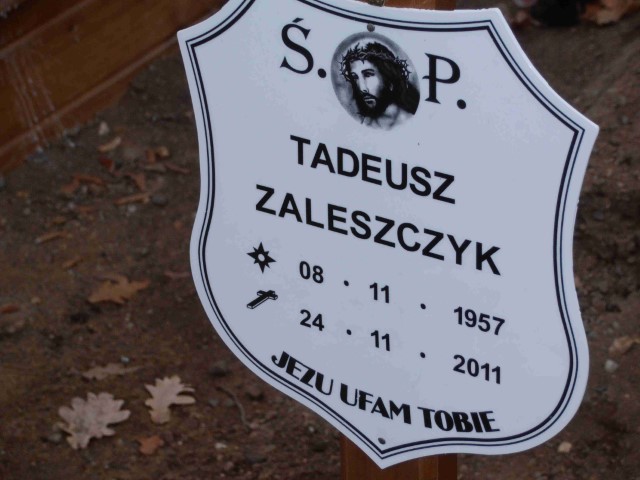 Ś. P.
TADEUSZ
ZALESZCZYK
08 · 11 · 1957
24 · 11 · 2011
JEZU UFAM TOBIE